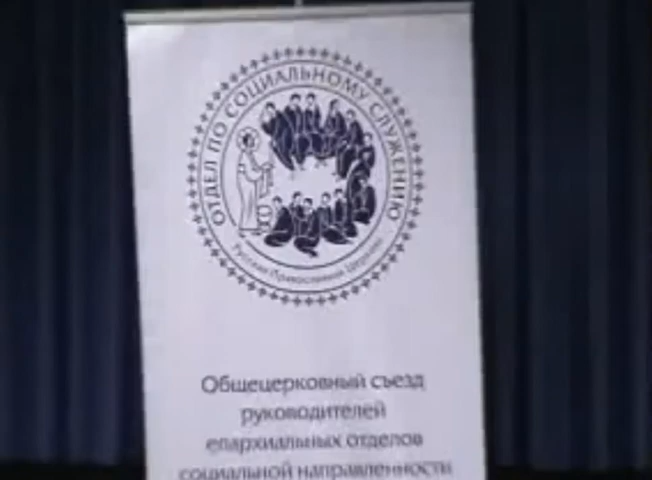 ОТДЕЛ ПО СОЦИАЛЬНОМУ СЛУЖЕНИЮ
Русская Православная Церковь
Общецерковный съезд
руководителей
епархиальных отделов
социальной направленности